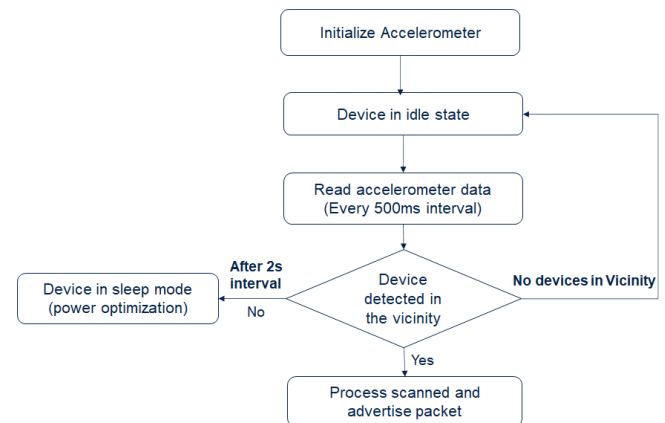 Initialize Accelerometer
Device in idle state
Read accelerometer data
(Every 500ms interval)
After 2s
interval
No
Device in sleep mode
(power optimization)
Device
detected in
the vicinity
No devices in Vicinity
Yes
Process scanned and
advertise packet